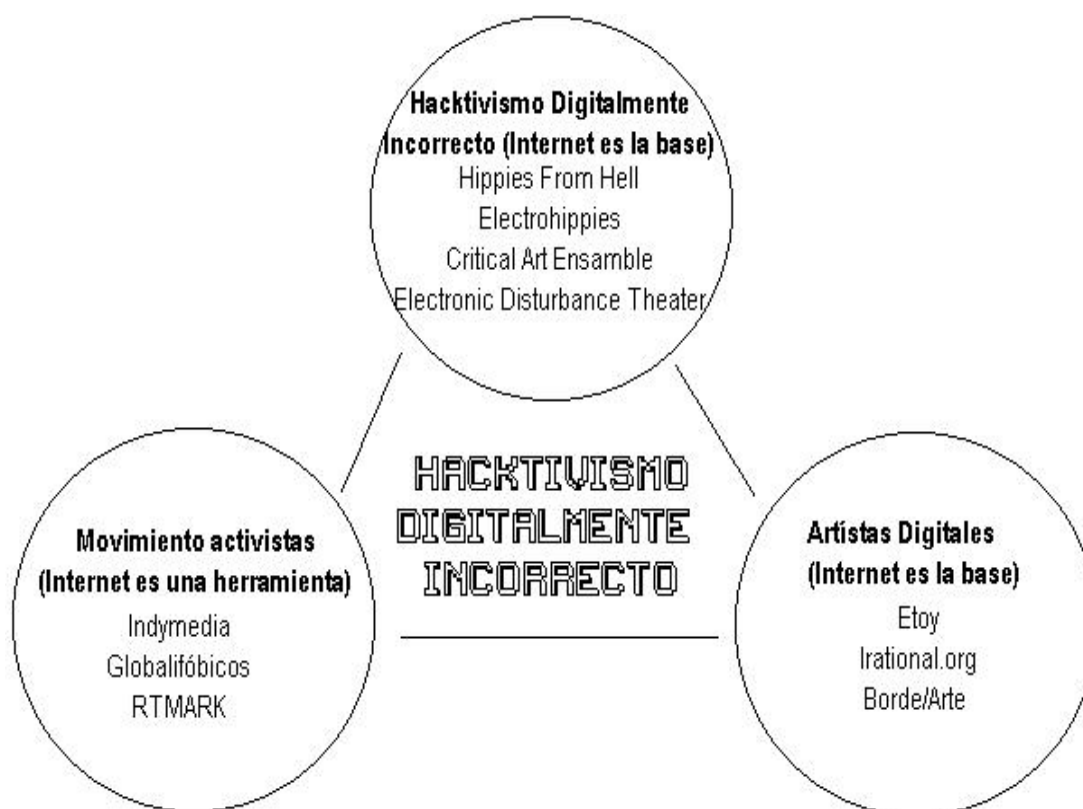 Hacktivismo Digitalmente
Incorrecto (Internet es la base)
Hippies From Hell
Electrohippies
Critical Art Ensamble
Electronic Disturbance Theater
HACKTIVISMO
DIGITALMENTE
INCORRECTO
Movimiento activistas
(Internet es una herramienta)
Indymedia
Globalifóbicos
RTMARK
Artistas Digitales
(Internet es la base)
Etoy
Irational.org
Borde/Arte